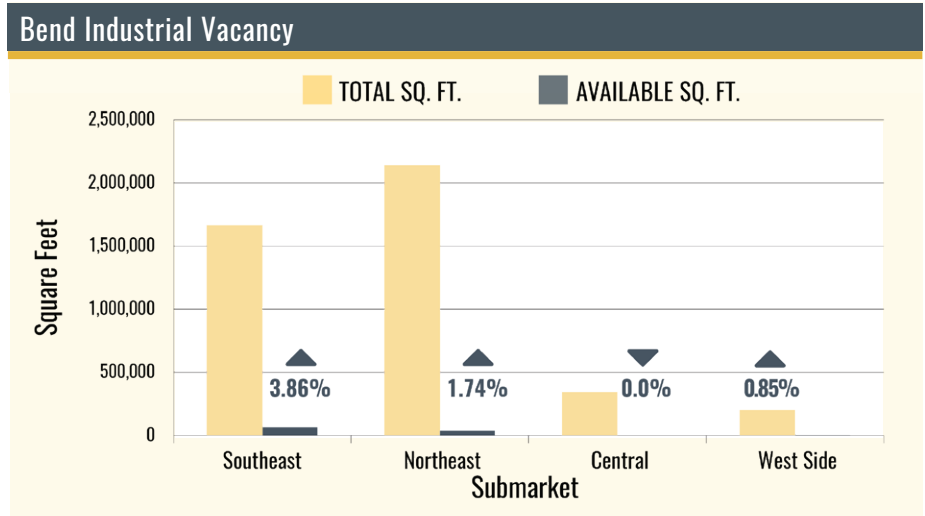 Bend Industrial Vacancy
TOTAL SQ. FT. AVAILABLE SQ. FT.
2,500,000
2,000,000
1,500,000
1,000,000
500,000
0
Square Feet
3.86% 1.74% 0.0% 0.85%
Southeast Northeast Central West Side
Submarket